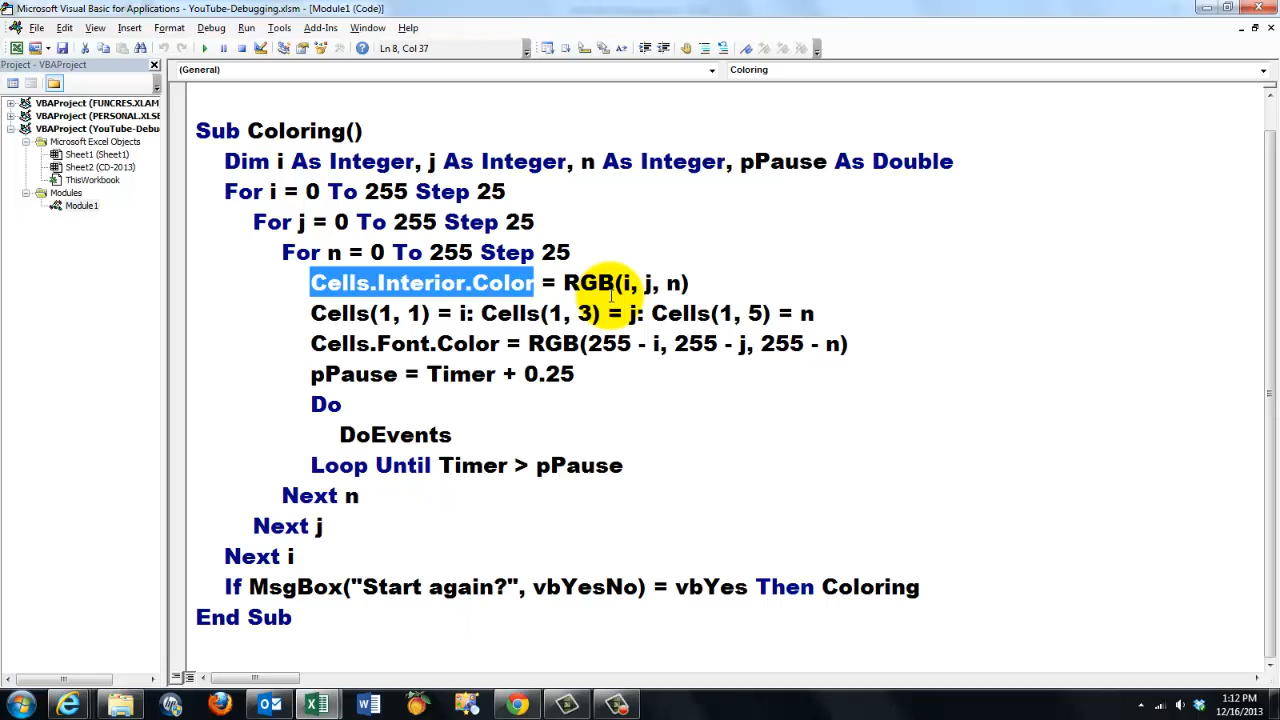 Microsoft Visual Basic for Applications - YouTube-Debugging.xlsm - [Module1 (Code)]
File Edit View Insert Format Debug Run Tools Add-Ins Window Help
Ln 8, Col 37
Project - VBAProject
(General) Coloring
VBAProject (FUNCRES.XLAM
VBAProject (PERSONAL.XLSE
VBAProject (YouTube-Debu
Microsoft Excel Objects
Sheet1 (Sheet1)
Sheet2 (CD-2013)
ThisWorkbook
Modules
Module1
Sub Coloring()
Dim i As Integer, j As Integer, n As Integer, pPause As Double
For i = 0 To 255 Step 25
For j = 0 To 255 Step 25
For n = 0 To 255 Step 25
Cells.Interior.Color = RGB(i, j, n)
Cells(1, 1) = i: Cells(1, 3) = j: Cells(1, 5) = n
Cells.Font.Color = RGB(255 - i, 255 - j, 255 - n)
pPause = Timer + 0.25
Do
DoEvents
Loop Until Timer > pPause
Next n
Next j
Next i
If MsgBox("Start again?", vbYesNo) = vbYes Then Coloring
End Sub
1:12 PM
12/16/2013